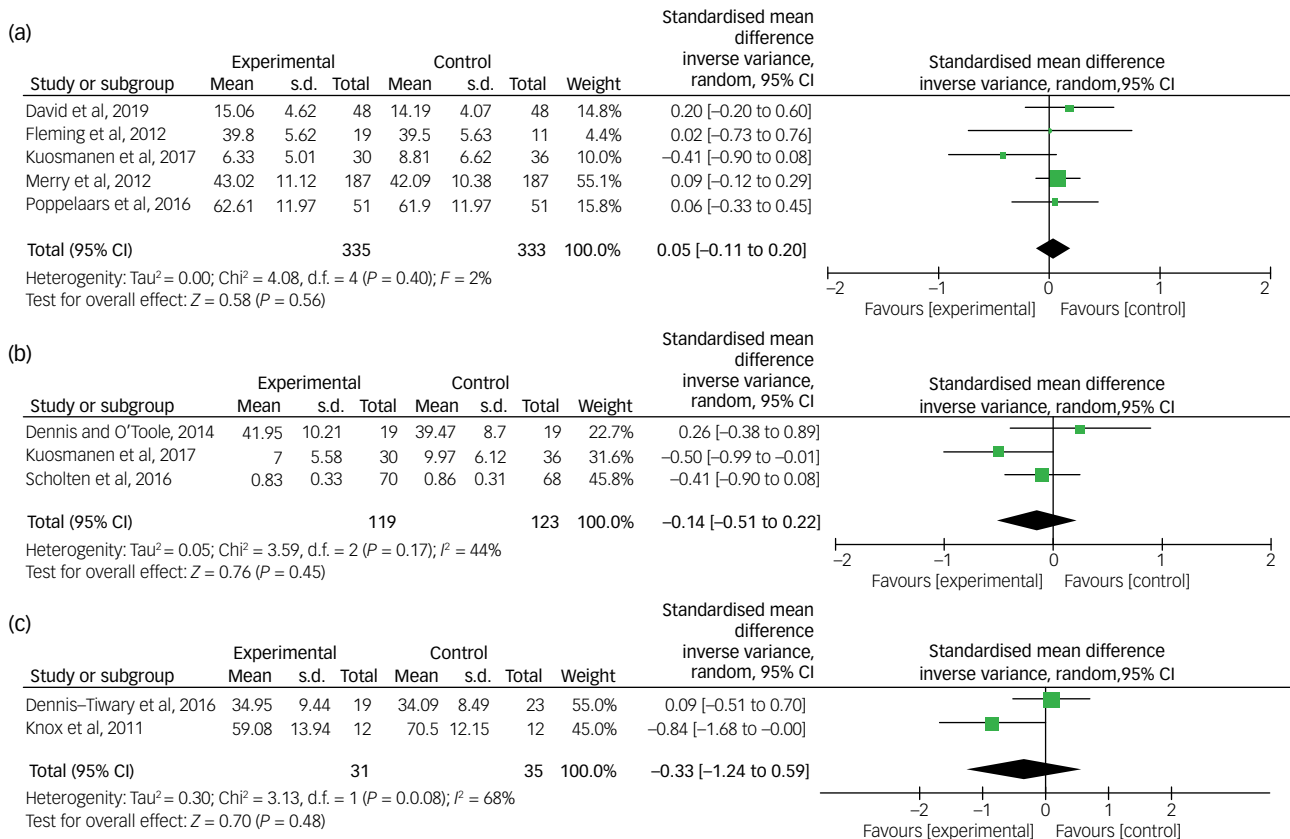 (a)
Standardised mean
difference
inverse variance,
random, 95% CI
Experimental Control Standardised mean difference
Study or subgroup Mean s.d. Total Mean s.d. Total Weight inverse variance, random,95% CI
David et al, 2019 15.06 4.62 48 14.19 4.07 48 14.8% 0.20 [–0.20 to 0.60]
Fleming et al, 2012 39.8 5.62 19 39.5 5.63 11 4.4% 0.02 [–0.73 to 0.76]
Kuosmanen et al, 2017 6.33 5.01 30 8.81 6.62 36 10.0% –0.41 [–0.90 to 0.08]
Merry et al, 2012 43.02 11.12 187 42.09 10.38 187 55.1% 0.09 [–0.12 to 0.29]
Poppelaars et al, 2016 62.61 11.97 51 61.9 11.97 51 15.8% 0.06 [–0.33 to 0.45]
Total (95% CI) 335 333 100.0% 0.05 [–0.11 to 0.20]
Heterogenity: Tau² = 0.00; Chi² = 4.08, d.f. = 4 (P = 0.40); F = 2%
Test for overall effect: Z = 0.58 (P = 0.56)
–2 –1 0 1 2
Favours [experimental] Favours [control]
(b)
Standardised mean
difference
inverse variance,
random, 95% CI
Experimental Control Standardised mean difference
Study or subgroup Mean s.d. Total Mean s.d. Total Weight inverse variance, random,95% CI
Dennis and O'Toole, 2014 41.95 10.21 19 39.47 8.7 19 22.7% 0.26 [–0.38 to 0.89]
Kuosmanen et al, 2017 7 5.58 30 9.97 6.12 36 31.6% –0.50 [–0.99 to –0.01]
Scholten et al, 2016 0.83 0.33 70 0.86 0.31 68 45.8% –0.41 [–0.90 to 0.08]
Total (95% CI) 119 123 100.0% –0.14 [–0.51 to 0.22]
Heterogenity: Tau² = 0.05; Chi² = 3.59, d.f. = 2 (P = 0.17); I² = 44%
Test for overall effect: Z = 0.76 (P = 0.45)
–2 –1 0 1 2
Favours [experimental] Favours [control]
(c)
Standardised mean
difference
inverse variance,
random, 95% CI
Experimental Control Standardised mean difference
Study or subgroup Mean s.d. Total Mean s.d. Total Weight inverse variance, random,95% CI
Dennis–Tiwary et al, 2016 34.95 9.44 19 34.09 8.49 23 55.0% 0.09 [–0.51 to 0.70]
Knox et al, 2011 59.08 13.94 12 70.5 12.15 12 45.0% –0.84 [–1.68 to –0.00]
Total (95% CI) 31 35 100.0% –0.33 [–1.24 to 0.59]
Heterogenity: Tau² = 0.30; Chi² = 3.13, d.f. = 1 (P = 0.0.08); I² = 68%
Test for overall effect: Z = 0.70 (P = 0.48)
–2 –1 0 1 2
Favours [experimental] Favours [control]